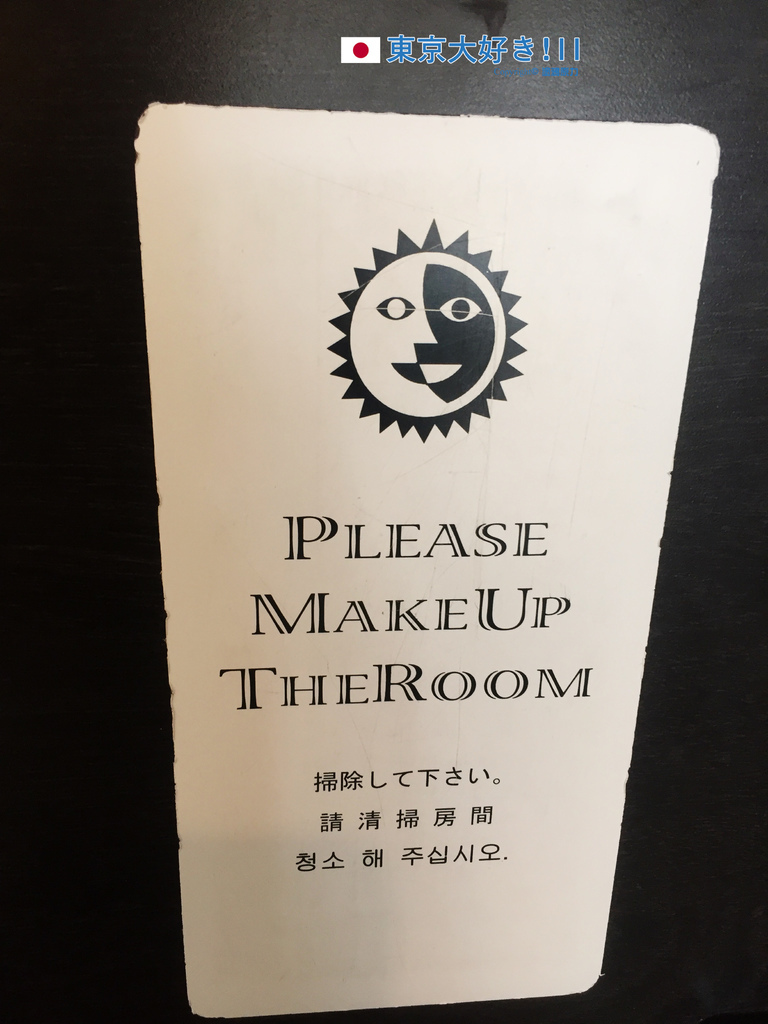 東京大好き!!!
PLEASE
MAKEUP
THEROOM
掃除して下さい。
請清掃房間
청소 해 주십시오.